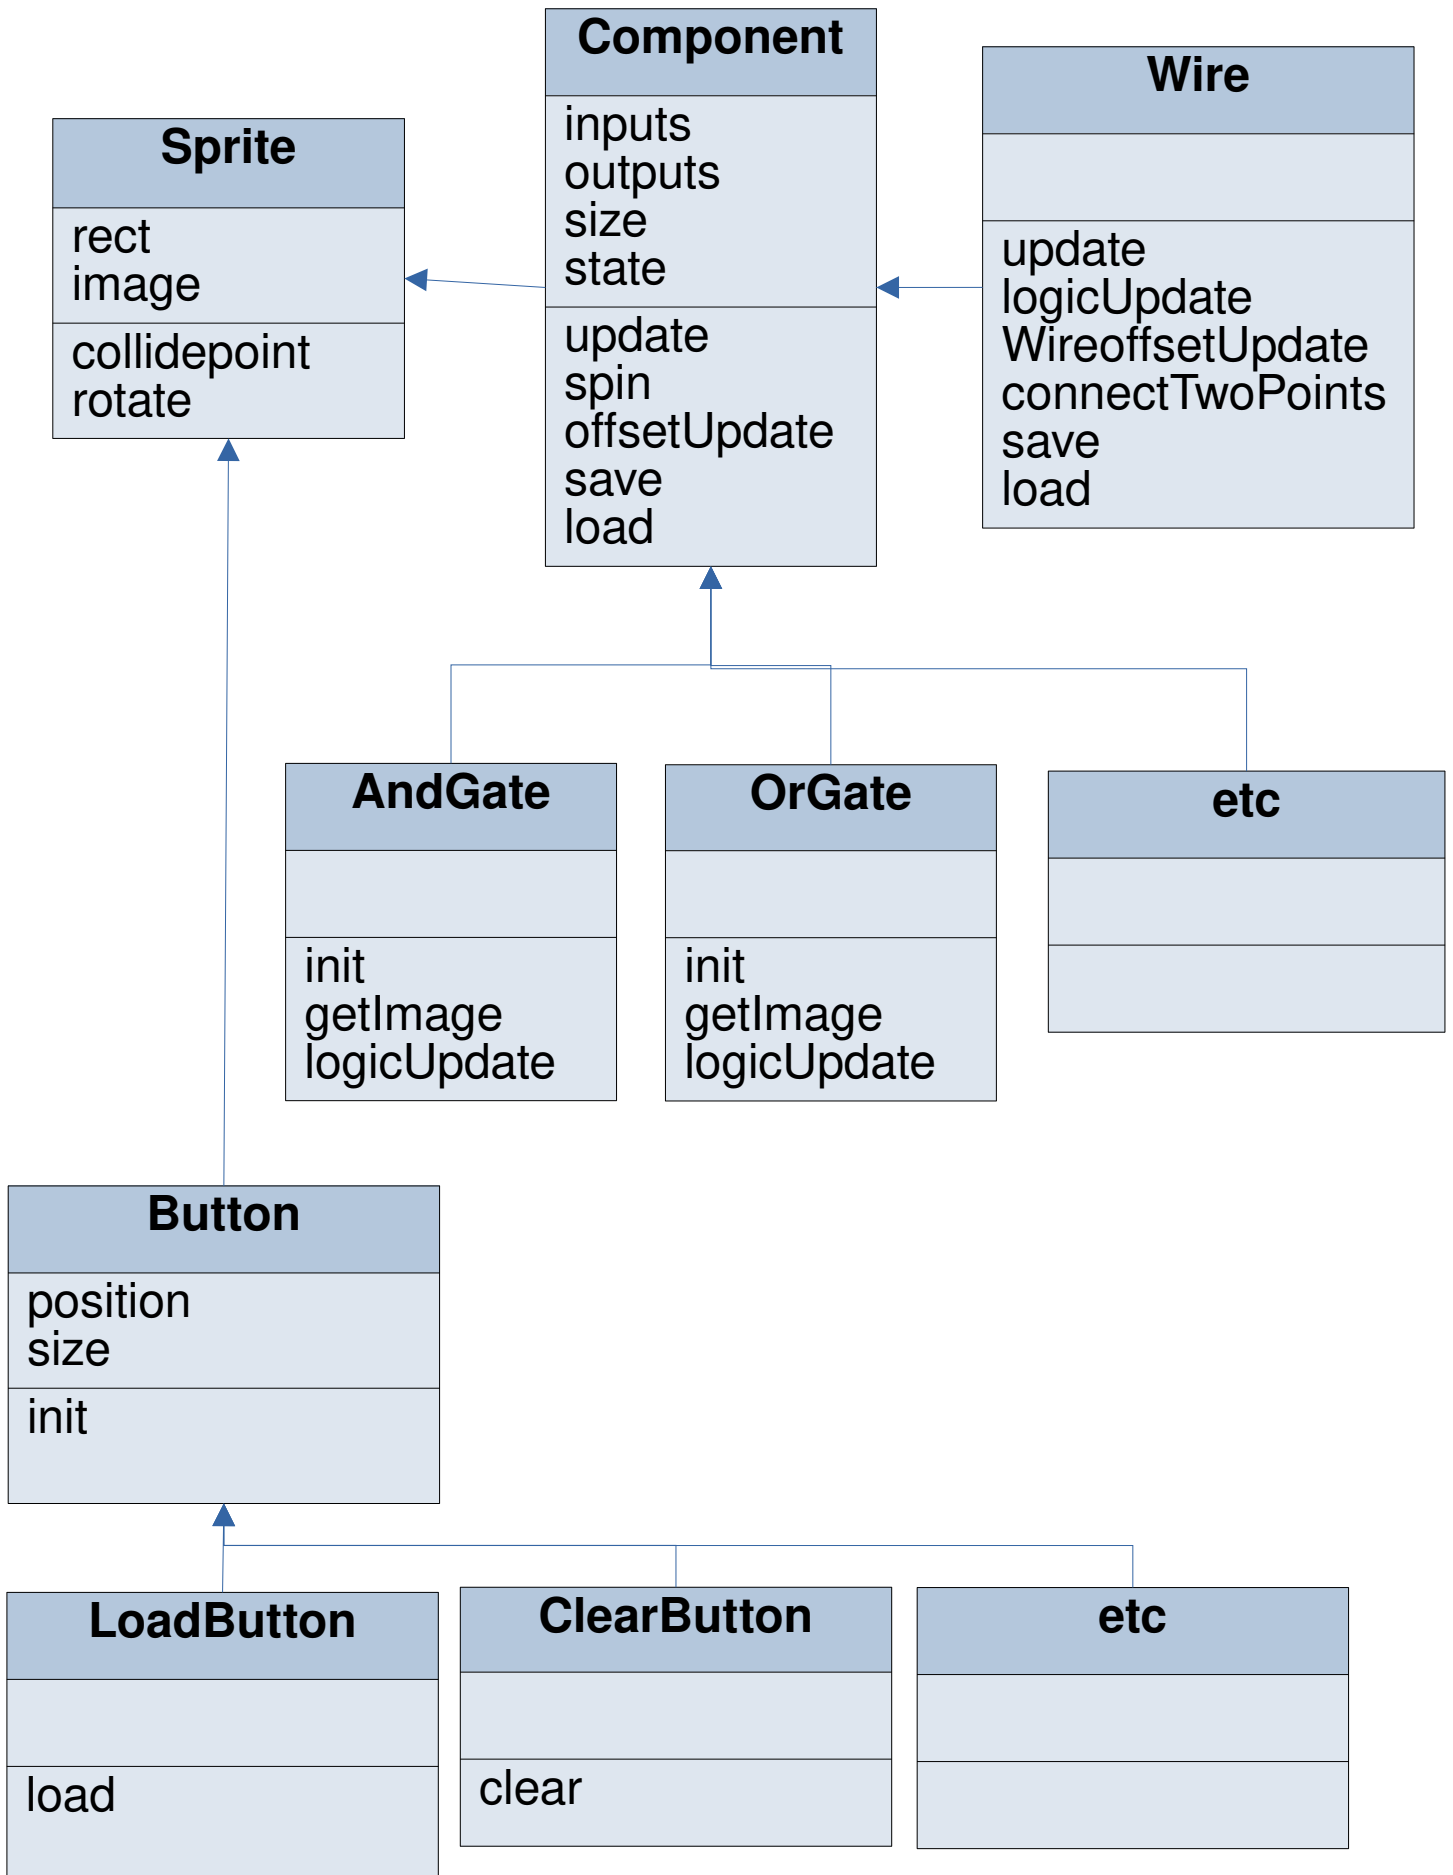 Component
inputs
outputs
size
state
update
spin
offsetUpdate
save
load
Wire
update
logicUpdate
WireoffsetUpdate
connectTwoPoints
save
load
Sprite
rect
image
collidepoint
rotate
AndGate
init
getImage
logicUpdate
OrGate
init
getImage
logicUpdate
etc
Button
position
size
init
LoadButton
load
ClearButton
clear
etc